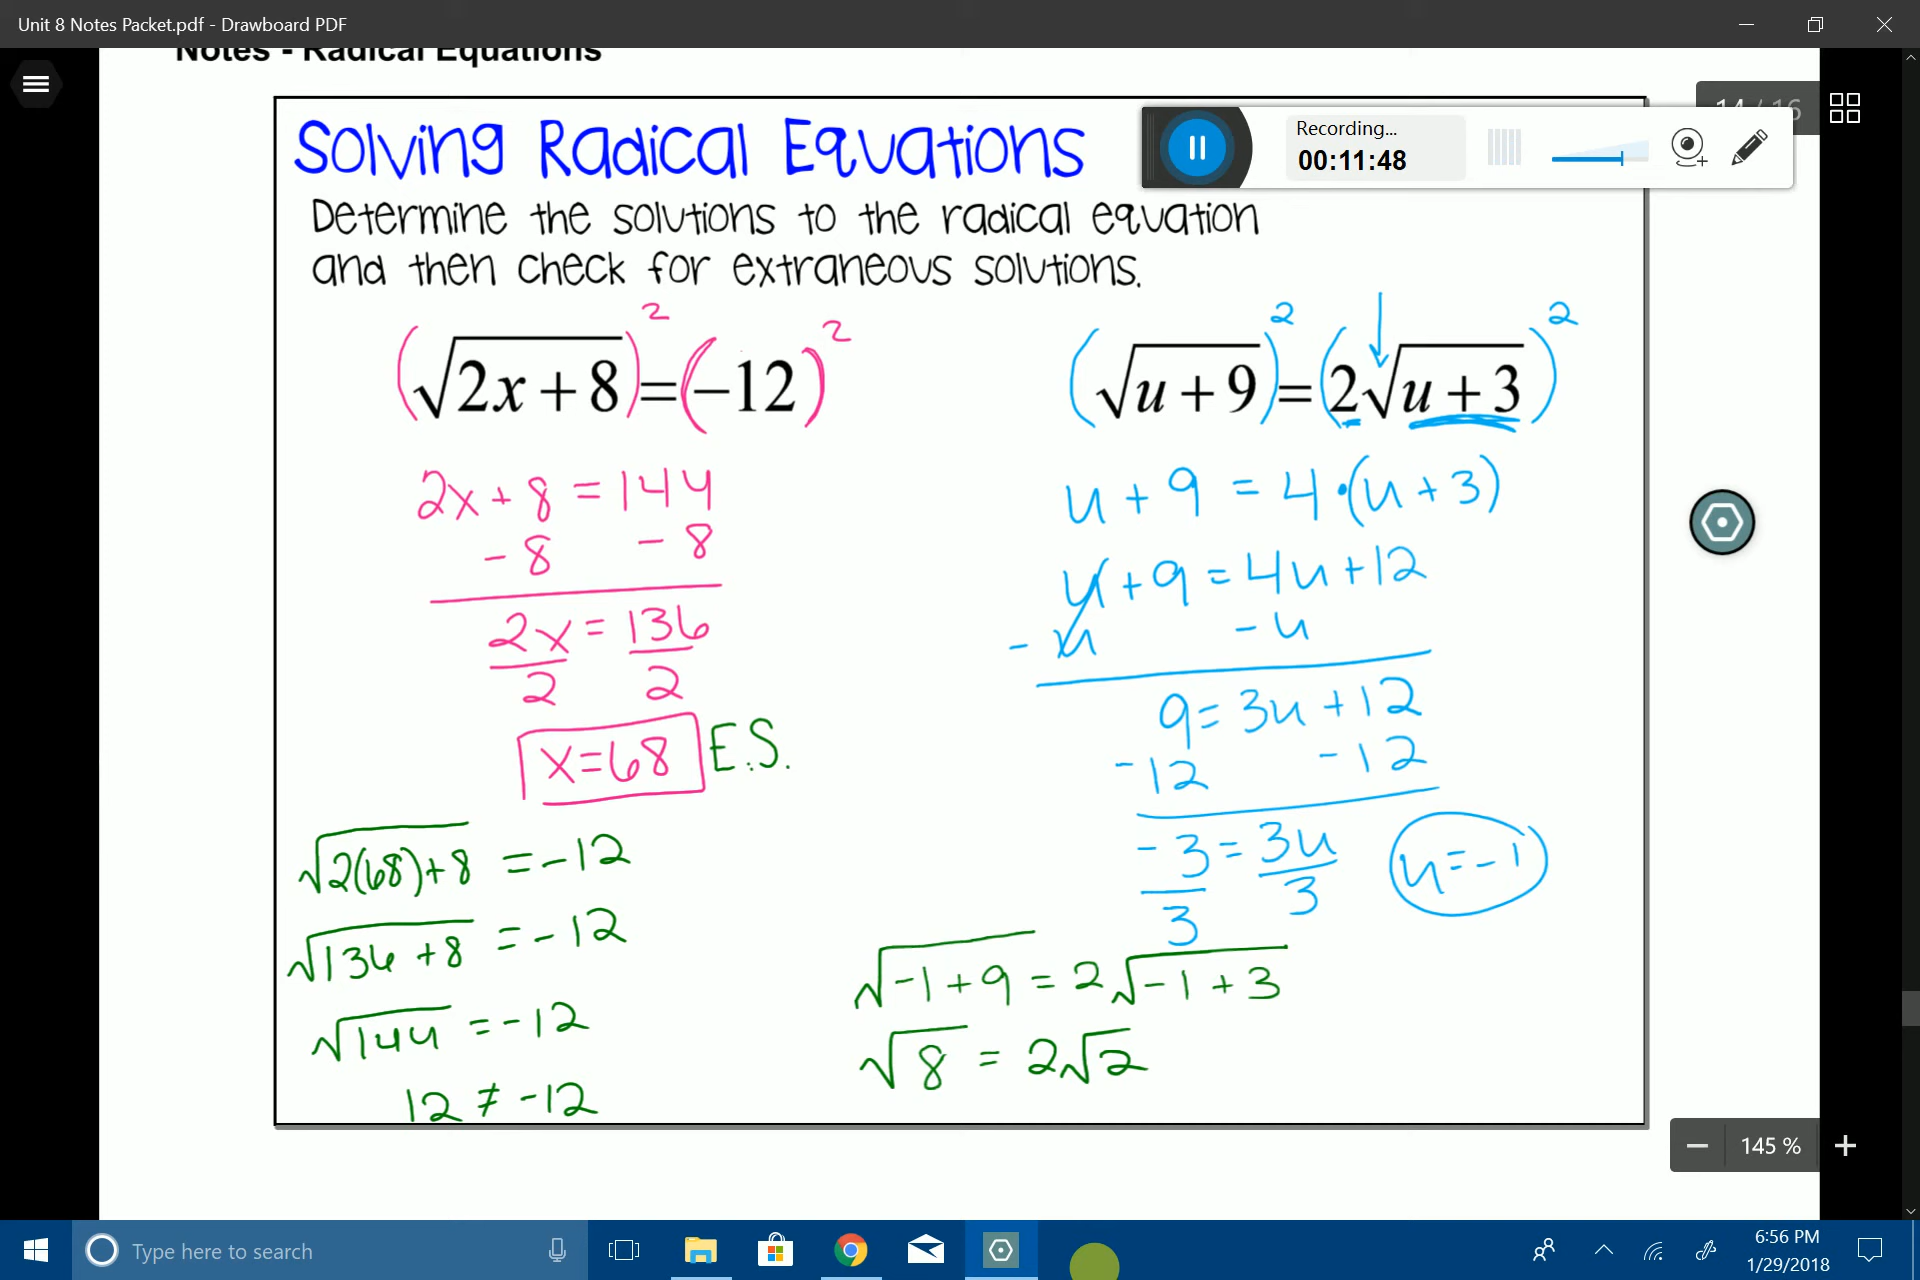 Unit 8 Notes Packet.pdf - Drawboard PDF
Notes - Radical Equations
14 / 16
Recording...
00:11:48
Solving Radical Equations
Determine the solutions to the radical equation
and then check for extraneous solutions.
(√(2x + 8))² = (−12)²
2x + 8 = 144
- 8 - 8
2x = 136
2 2
x = 68 E.S.
√(2(68)+8) = -12
√(136 + 8) = -12
√144 = -12
12 ≠ -12
(√(u + 9))² = (2√(u + 3))²
u + 9 = 4 · (u + 3)
u + 9 = 4u + 12
- u - u
9 = 3u + 12
-12 -12
-3 = 3u
3 3
u = -1
√(-1 + 9) = 2√(-1 + 3)
√8 = 2√2
145 %
Type here to search
6:56 PM
1/29/2018